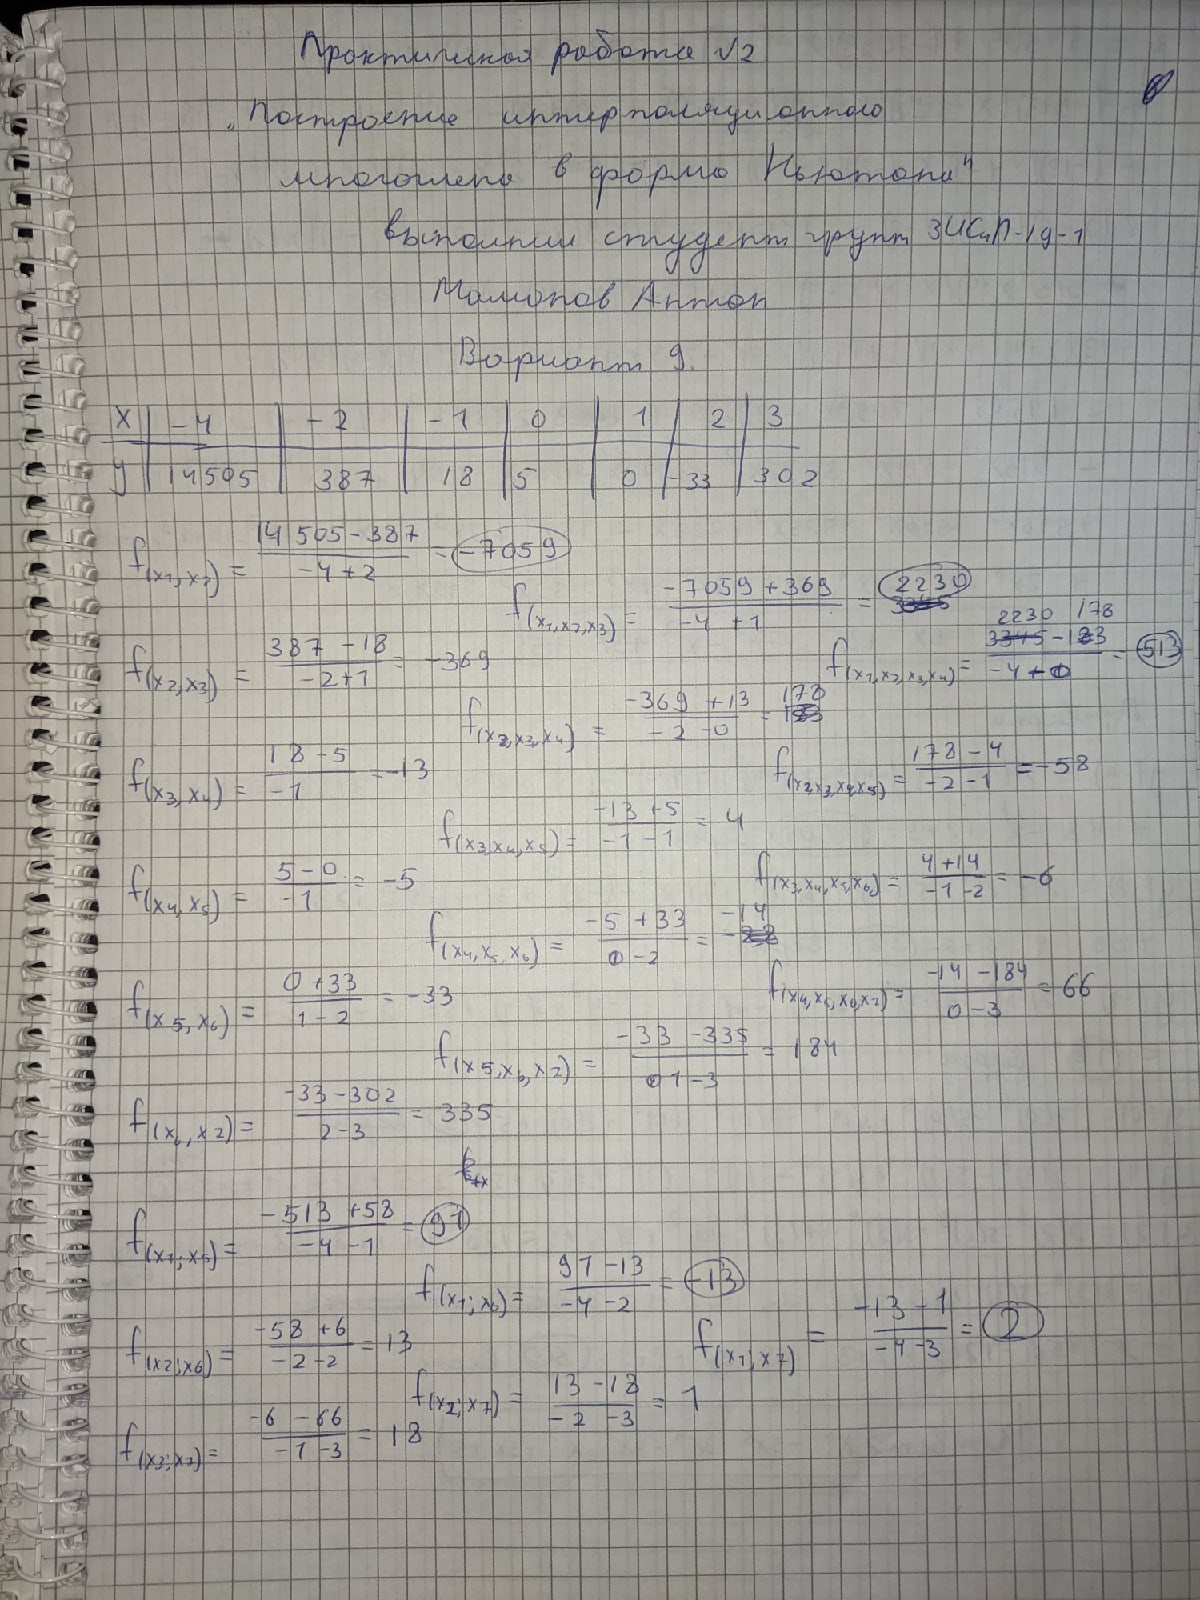 Практическая работа №2
"Построение интерполяционного
многочлена в форме Ньютона"
выполнил студент групп ЗИСиП-19-1
Мамонов Антон
Вариант 9.
x -4 -2 -1 0 1 2 3
y 14505 387 18 5 0 -33 302
f(x1,x2) = (14505-387)/(-4+2) = -7059
f(x1,x2,x3) = (-7059+369)/(-4+1) = 2230
f(x2,x3) = (387-18)/(-2+1) = -369
f(x1,x2,x3,x4) = (2230-178)/(-4+0) = -513
f(x2,x3,x4) = (-369+13)/(-2-0) = 178
f(x3,x4) = (18-5)/(-1) = -13
f(x2,x3,x4,x5) = (178-4)/(-2-1) = -58
f(x3,x4,x5) = (-13+5)/(-1-1) = 4
f(x4,x5) = (5-0)/(-1) = -5
f(x3,x4,x5,x6) = (4+14)/(-1-2) = -6
f(x4,x5,x6) = (-5+33)/(0-2) = -14
f(x5,x6) = (0+33)/(1-2) = -33
f(x4,x5,x6,x7) = (-14-184)/(0-3) = 66
f(x5,x6,x7) = (-33-335)/(1-3) = 184
f(x6,x7) = (-33-302)/(2-3) = 335
f(x1;x5) = (-513+58)/(-4-1) = 91
f(x1;x6) = (91-13)/(-4-2) = -13
f(x2;x6) = (-58+6)/(-2-2) = 13
f(x1;x7) = (-13-1)/(-4-3) = 2
f(x2;x7) = (13-18)/(-2-3) = 1
f(x3;x7) = (-6-66)/(-1-3) = 18